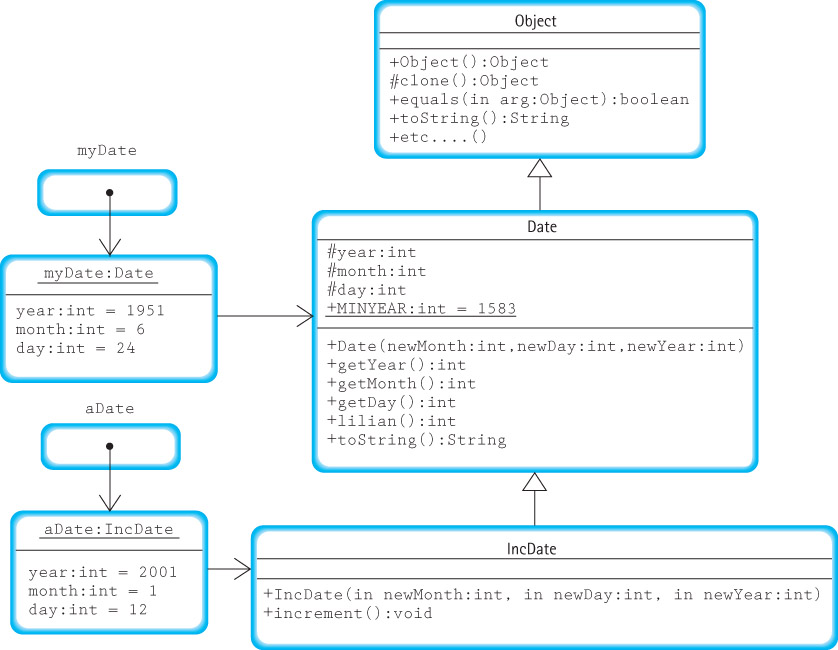 Object
+Object():Object
#clone():Object
+equals(in arg:Object):boolean
+toString():String
+etc....()
myDate
myDate:Date
year:int = 1951
month:int = 6
day:int = 24
Date
#year:int
#month:int
#day:int
+MINYEAR:int = 1583
+Date(newMonth:int,newDay:int,newYear:int)
+getYear():int
+getMonth():int
+getDay():int
+lilian():int
+toString():String
aDate
aDate:IncDate
year:int = 2001
month:int = 1
day:int = 12
IncDate
+IncDate(in newMonth:int, in newDay:int, in newYear:int)
+increment():void